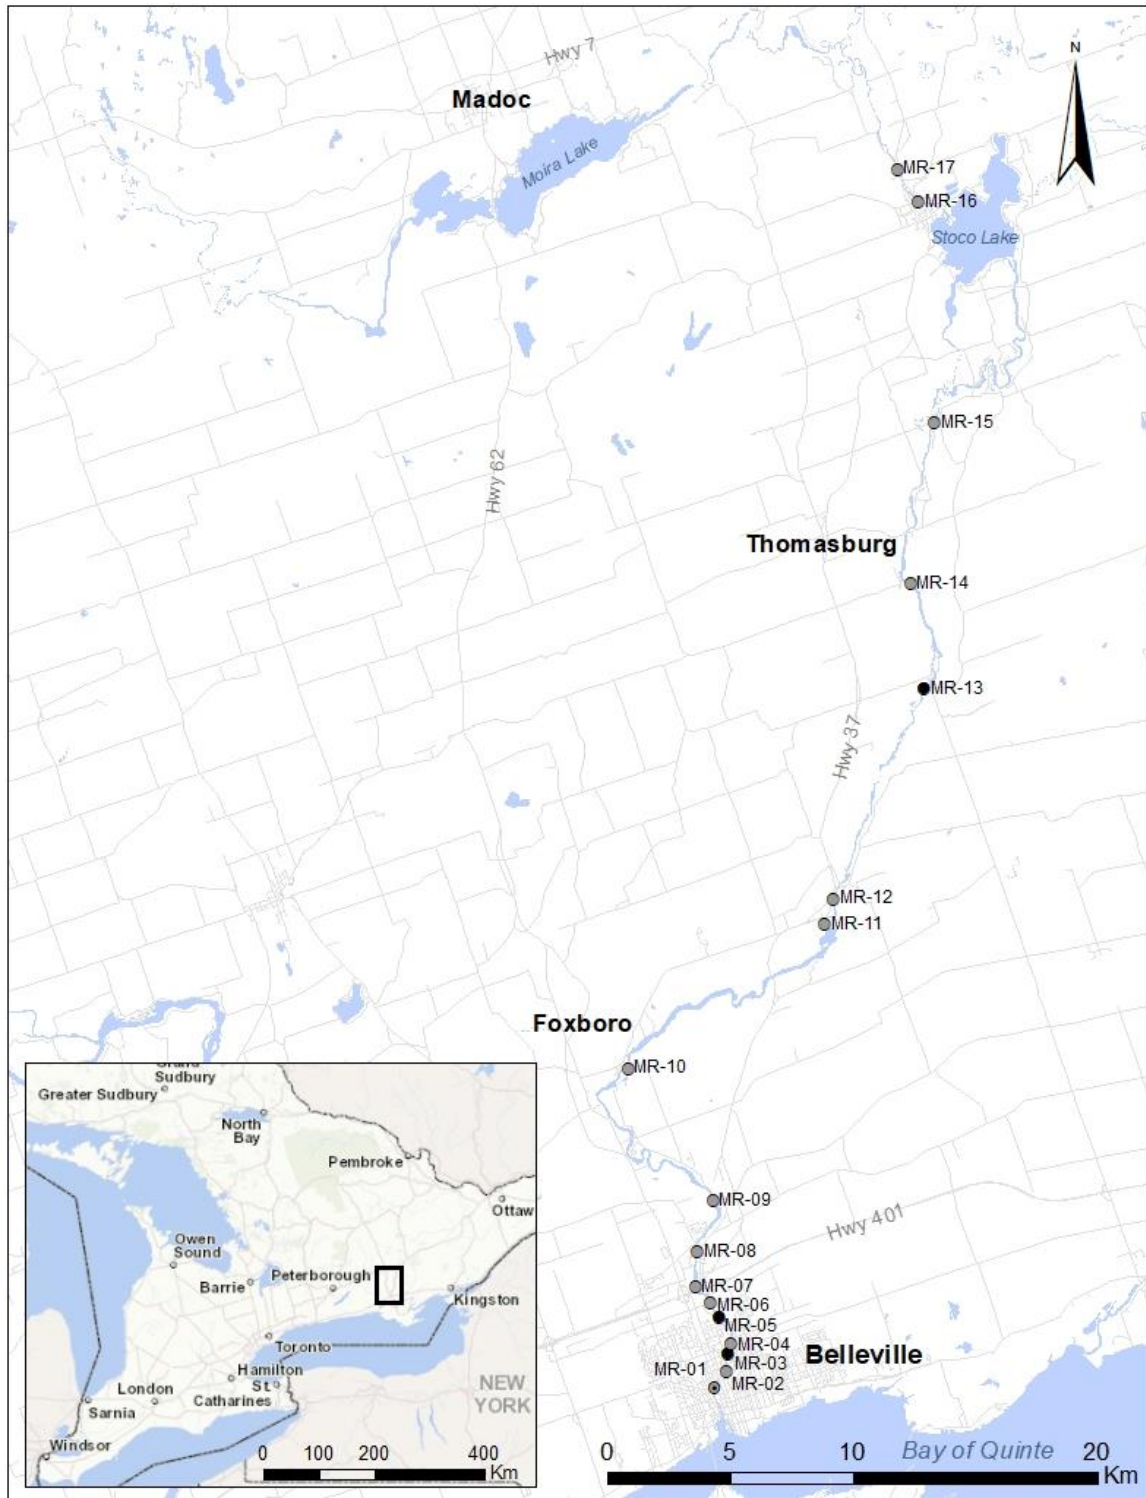 Hwy 7
N
Madoc
Moira Lake
MR-17
MR-16
Stoco Lake
MR-15
Hwy 62
Thomasburg
MR-14
MR-13
Hwy 37
MR-12
MR-11
Foxboro
MR-10
MR-09
Hwy 401
MR-08
MR-07
MR-06
MR-05
MR-04
MR-03
MR-01
MR-02
Belleville
Bay of Quinte
0 5 10 20
Km
Grand
Sudbury
Greater Sudbury
North
Bay
Pembroke
Ottaw
Owen
Sound
Barrie
Peterborough
Kingston
Toronto
Hamilton
St.
Catharines
London
Sarnia
Windsor
NEW
YORK
0 100 200 400
Km